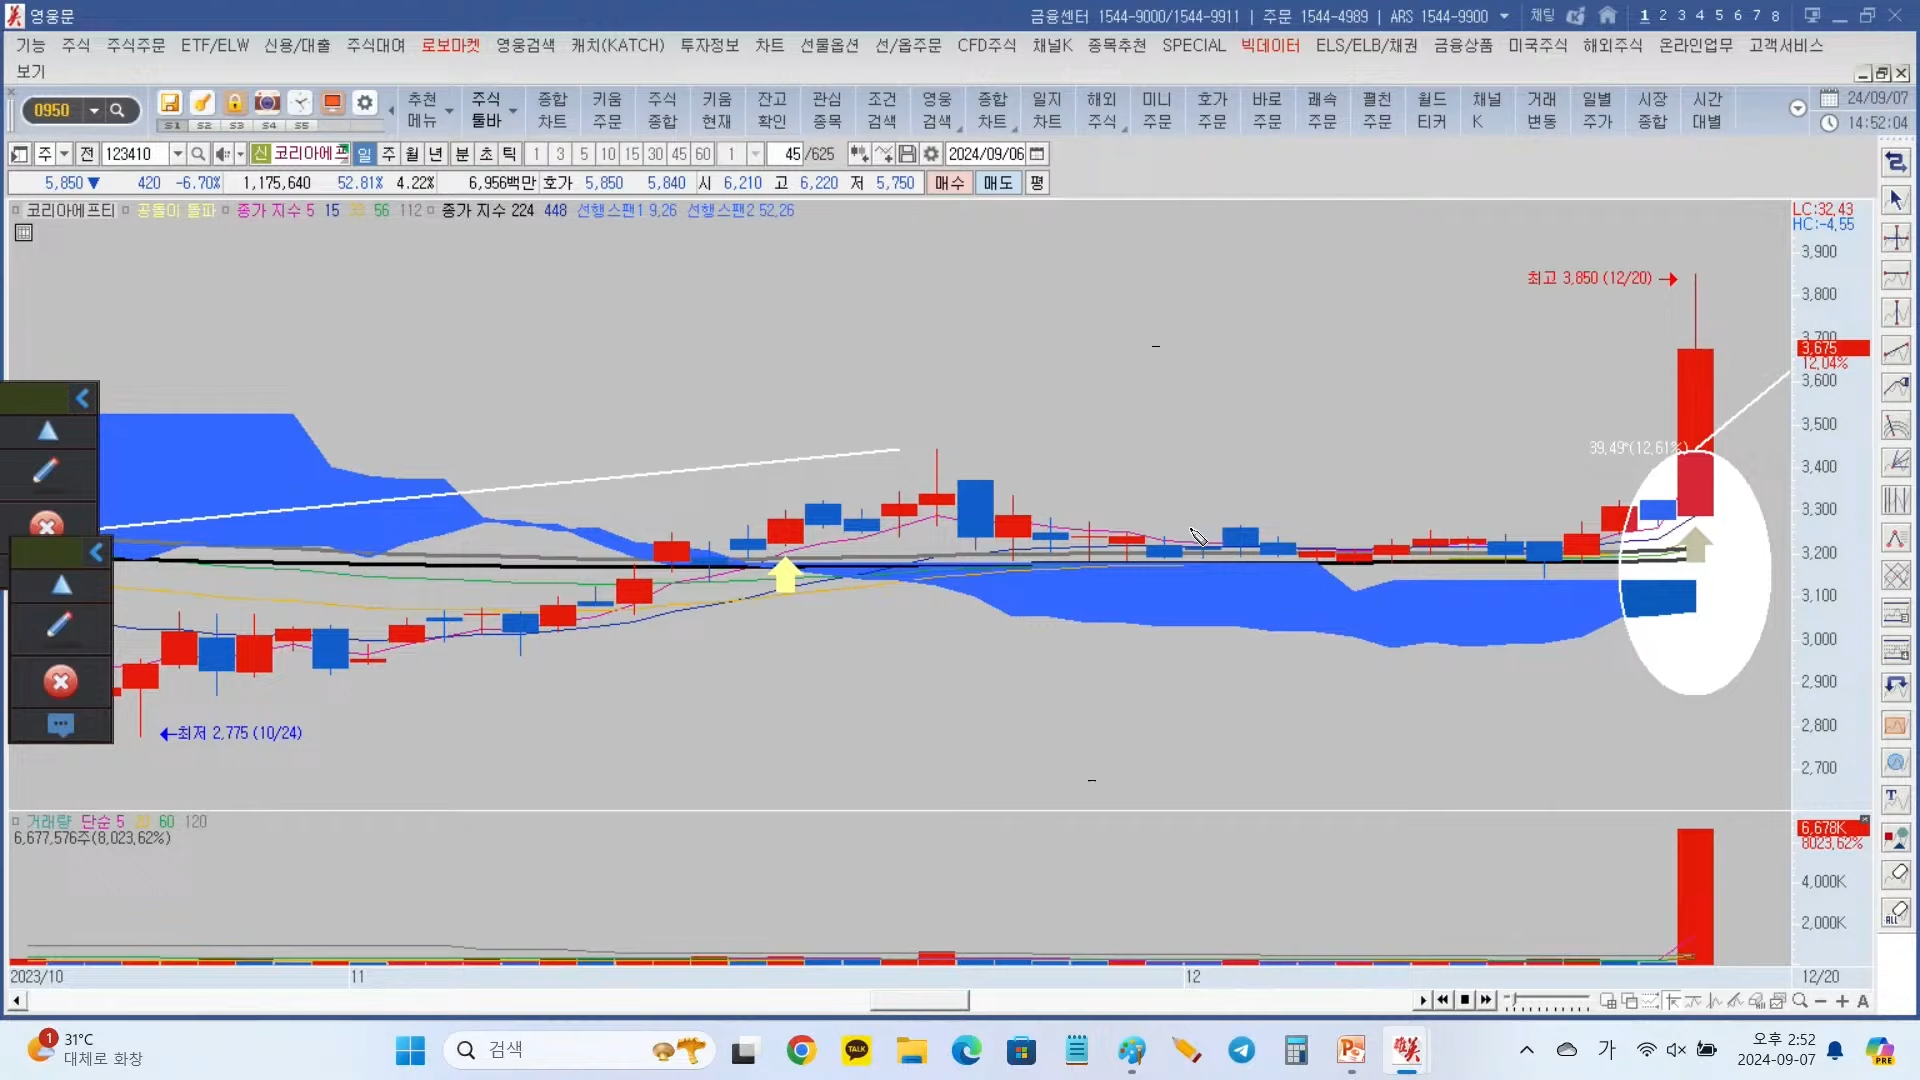 영웅문
금융센터 1544-9000/1544-9911 | 주문 1544-4989 | ARS 1544-9900 채팅 1 2 3 4 5 6 7 8
기능 주식 주식주문 ETF/ELW 신용/대출 주식대여 로보마켓 영웅검색 캐치(KATCH) 투자정보 차트 선물옵션 선/옵주문 CFD주식 채널K 종목추천 SPECIAL 빅데이터 ELS/ELB/채권 금융상품 미국주식 해외주식 온라인업무 고객서비스
보기
0950 추천 주식 종합 키움 주식 키움 잔고 관심 조건 영웅 종합 일지 해외 미니 호가 바로 쾌속 펼친 월드 채널 거래 일별 시장 시간 24/09/07
S1 S2 S3 S4 S5 메뉴 툴바 차트 주문 종합 현재 확인 종목 검색 검색 차트 차트 주식 주문 주문 주문 주문 주문 티커 K 변동 주가 종합 대별 14:52:04
주 전 123410 신 코리아에프 일 주 월 년 분 초 틱 1 3 5 10 15 30 45 60 1 45 /625 2024/09/06
5,850 ▼ 420 -6.70% 1,175,640 52.81% 4.22% 6,956백만 호가 5,850 5,840 시 6,210 고 6,220 저 5,750 매수 매도 평
코리아에프티 공돌이 돌파 종가 지수 5 15 33 56 112 종가 지수 224 448 선행스팬1 9,26 선행스팬2 52,26
LC:32,43
HC:-4,55
3,900
최고 3,850 (12/20) →
3,800
3,700
3,675
12,04%
3,600
3,500
39,49°(12,61%)
3,400
3,300
3,200
3,100
3,000
2,900
←최저 2,775 (10/24)
2,800
2,700
거래량 단순 5 20 60 120
6,677,576주(8,023,62%)
6,678K
8023,62%
4,000K
2,000K
2023/10 11 12 12/20
A
T
ALL
1 31°C
대체로 화창
검색
TALK
가
오후 2:52
2024-09-07
PRE